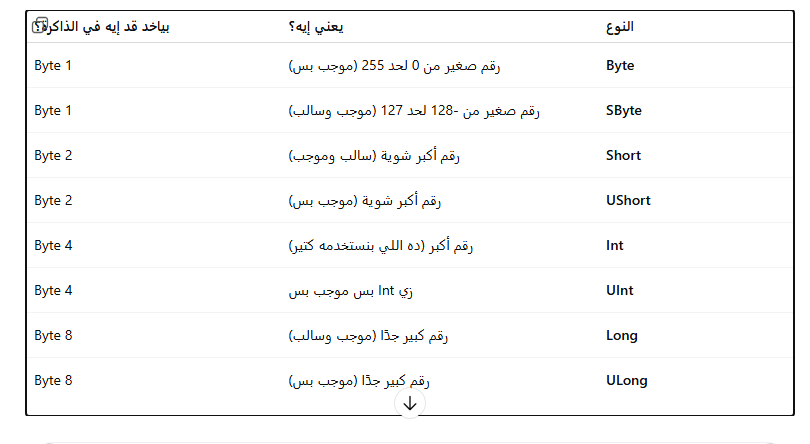 النوع يعني إيه؟ بياخد قد إيه في الذاكرة؟
Byte رقم صغير من 0 لحد 255 (موجب بس) 1 Byte
SByte رقم صغير من -128 لحد 127 (موجب وسالب) 1 Byte
Short رقم أكبر شوية (سالب وموجب) 2 Byte
UShort رقم أكبر شوية (موجب بس) 2 Byte
Int رقم أكبر (ده اللي بنستخدمه كتير) 4 Byte
UInt زي Int بس موجب بس 4 Byte
Long رقم كبير جدًا (موجب وسالب) 8 Byte
ULong رقم كبير جدًا (موجب بس) 8 Byte